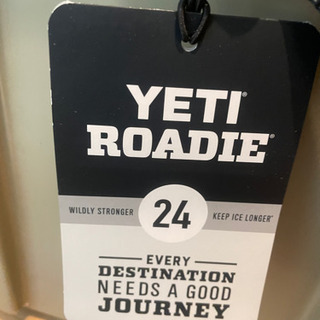 YETI®
ROADIE®
WILDLY STRONGER 24 KEEP ICE LONGER*
EVERY
DESTINATION
NEEDS A GOOD
JOURNEY